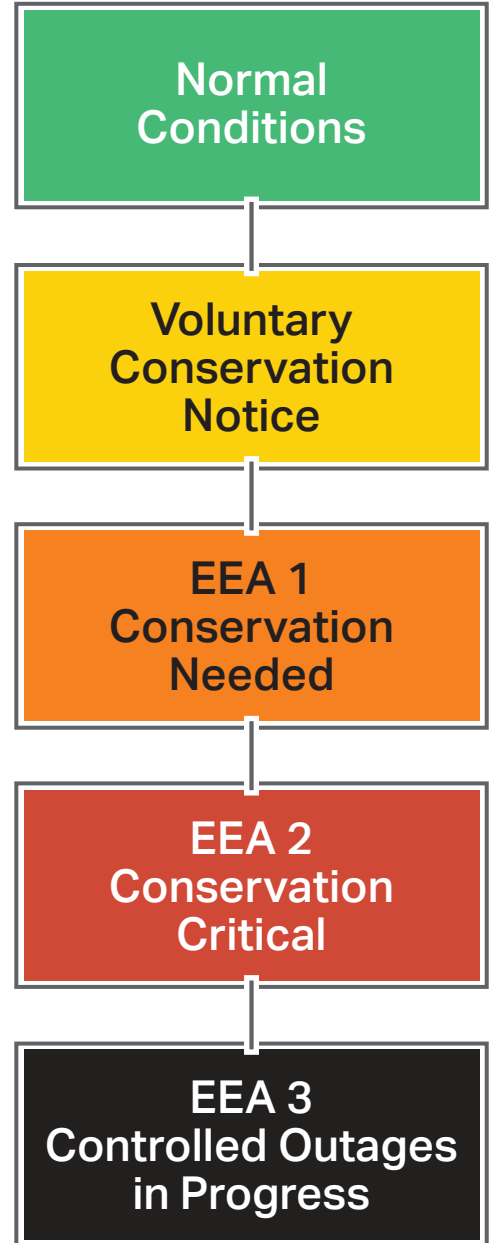 Normal
Conditions
Voluntary
Conservation
Notice
EEA 1
Conservation
Needed
EEA 2
Conservation
Critical
EEA 3
Controlled Outages
in Progress